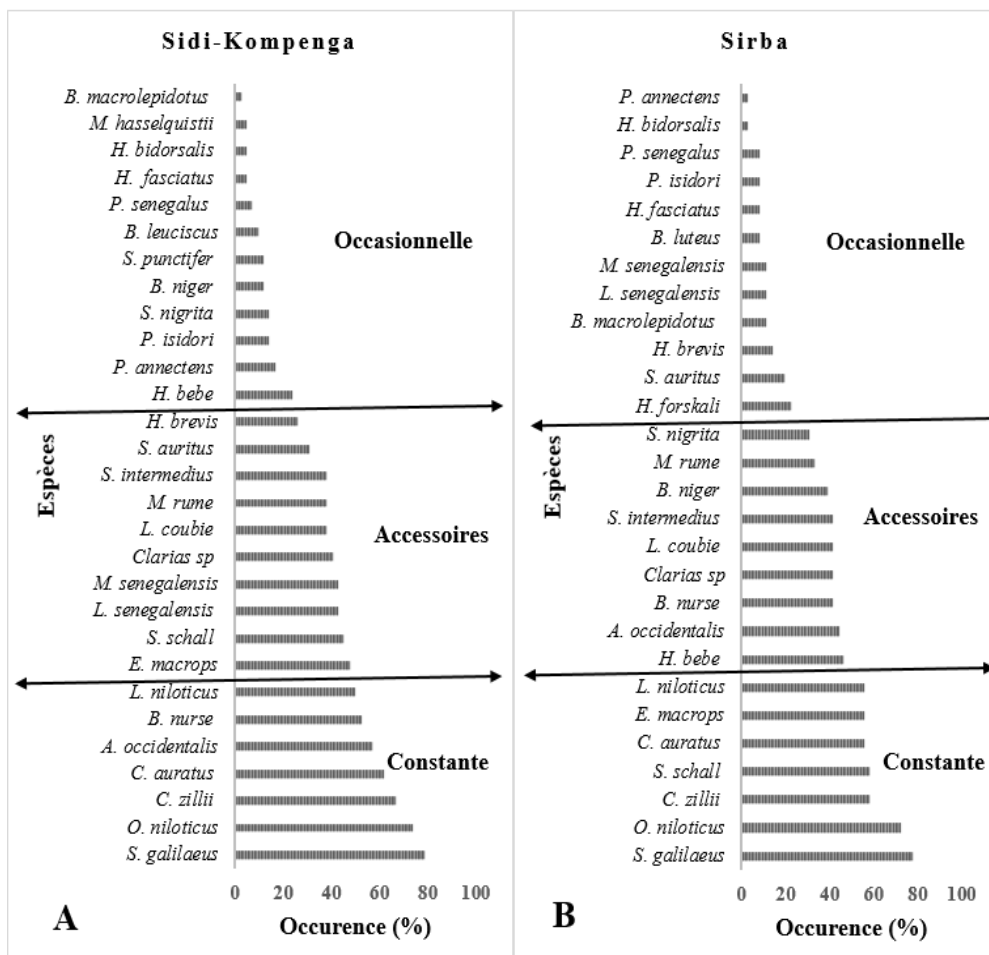 Sidi-Kompenga
B. macrolepidotus
M. hasselquistii
H. bidorsalis
H. fasciatus
P. senegalus
B. leuciscus
S. punctifer
B. niger
S. nigrita
P. isidori
P. annectens
H. bebe
H. brevis
S. auritus
S. intermedius
M. rume
L. coubie
Clarias sp
M. senegalensis
L. senegalensis
S. schall
E. macrops
L. niloticus
B. nurse
A. occidentalis
C. auratus
C. zillii
O. niloticus
S. galilaeus
Espèces
Occasionnelle
Accessoires
Constante
0 20 40 60 80 100
Occurence (%)
A
Sirba
P. annectens
H. bidorsalis
P. senegalus
P. isidori
H. fasciatus
B. luteus
M. senegalensis
L. senegalensis
B. macrolepidotus
H. brevis
S. auritus
H. forskali
S. nigrita
M. rume
B. niger
S. intermedius
L. coubie
Clarias sp
B. nurse
A. occidentalis
H. bebe
L. niloticus
E. macrops
C. auratus
S. schall
C. zillii
O. niloticus
S. galilaeus
Espèces
Occasionnelle
Accessoires
Constante
0 20 40 60 80 100
Occurence (%)
B